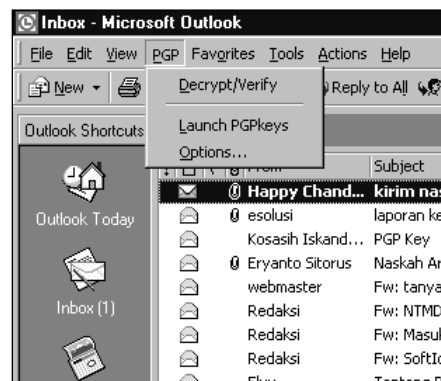 Inbox - Microsoft Outlook
File Edit View PGP Favorites Tools Actions Help
New Reply to All
Decrypt/Verify
Launch PGPkeys
Options...
Outlook Shortcuts
From Subject
Happy Chand... kirim nas
Outlook Today
esolusi laporan ke
Kosasih Iskand... PGP Key
Eryanto Sitorus Naskah Ar
webmaster Fw: tanya
Inbox (1)
Redaksi Fw: NTMD
Redaksi Fw: Masuk
Redaksi Fw: SoftIc